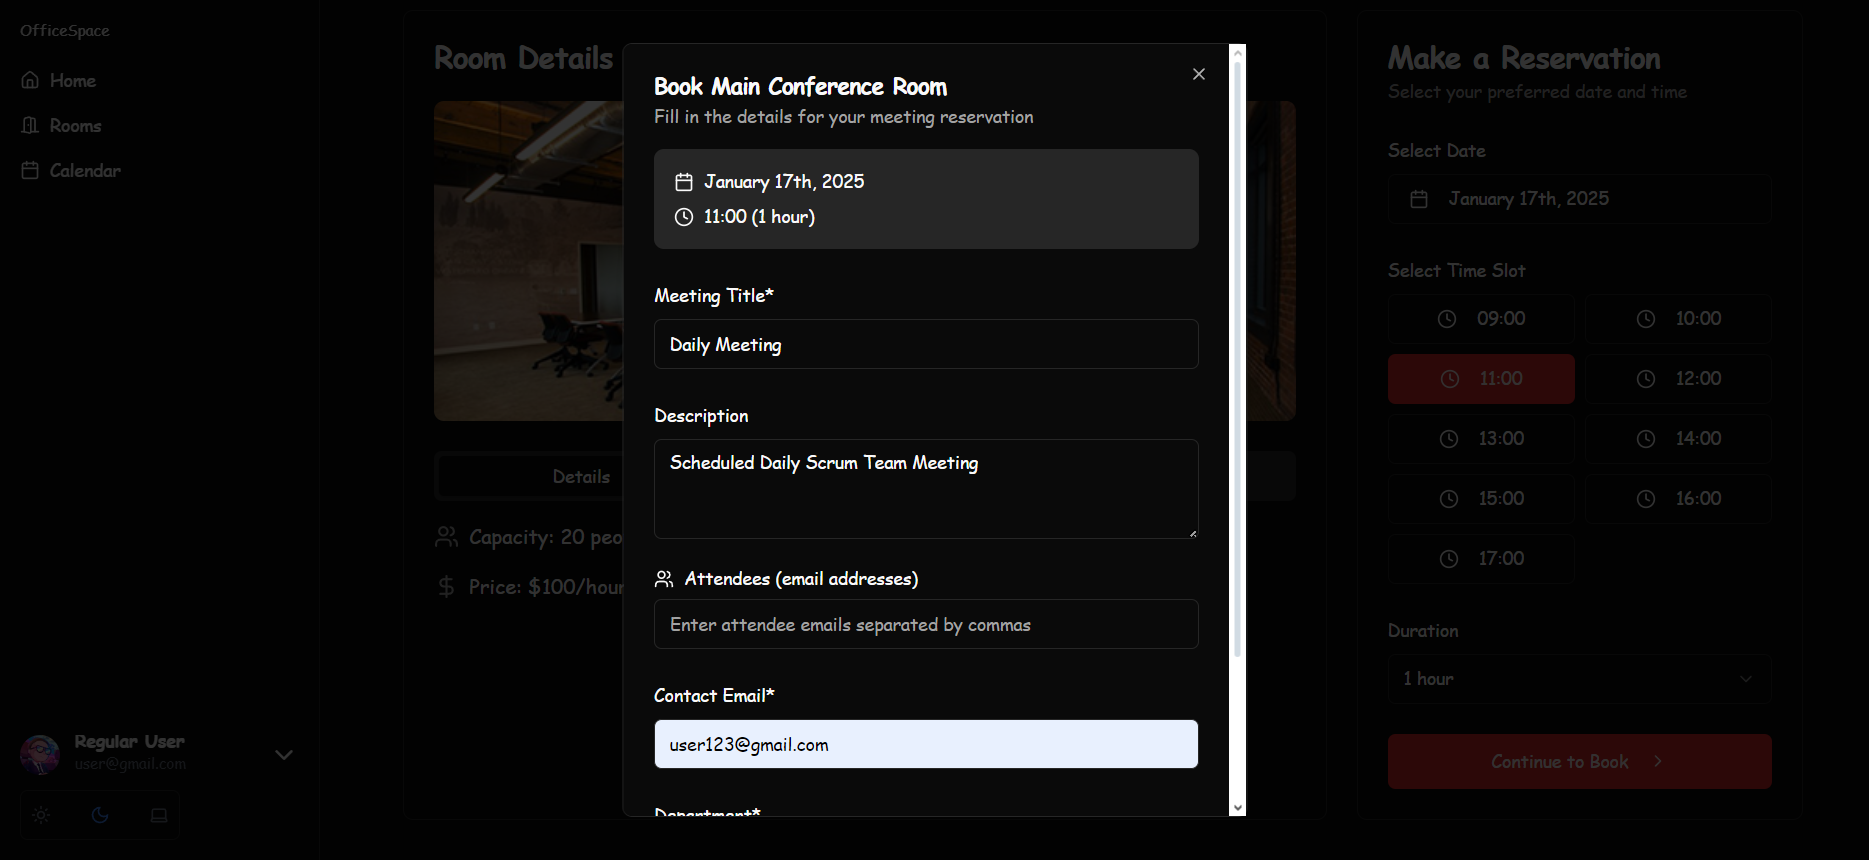 OfficeSpace
Home
Rooms
Calendar
Regular User
user@gmail.com
Room Details
Details
Capacity: 20 peo
Price: $100/hour
Book Main Conference Room
Fill in the details for your meeting reservation
January 17th, 2025
11:00 (1 hour)
Meeting Title*
Daily Meeting
Description
Scheduled Daily Scrum Team Meeting
Attendees (email addresses)
Enter attendee emails separated by commas
Contact Email*
user123@gmail.com
Department*
Make a Reservation
Select your preferred date and time
Select Date
January 17th, 2025
Select Time Slot
09:00
10:00
11:00
12:00
13:00
14:00
15:00
16:00
17:00
Duration
1 hour
Continue to Book